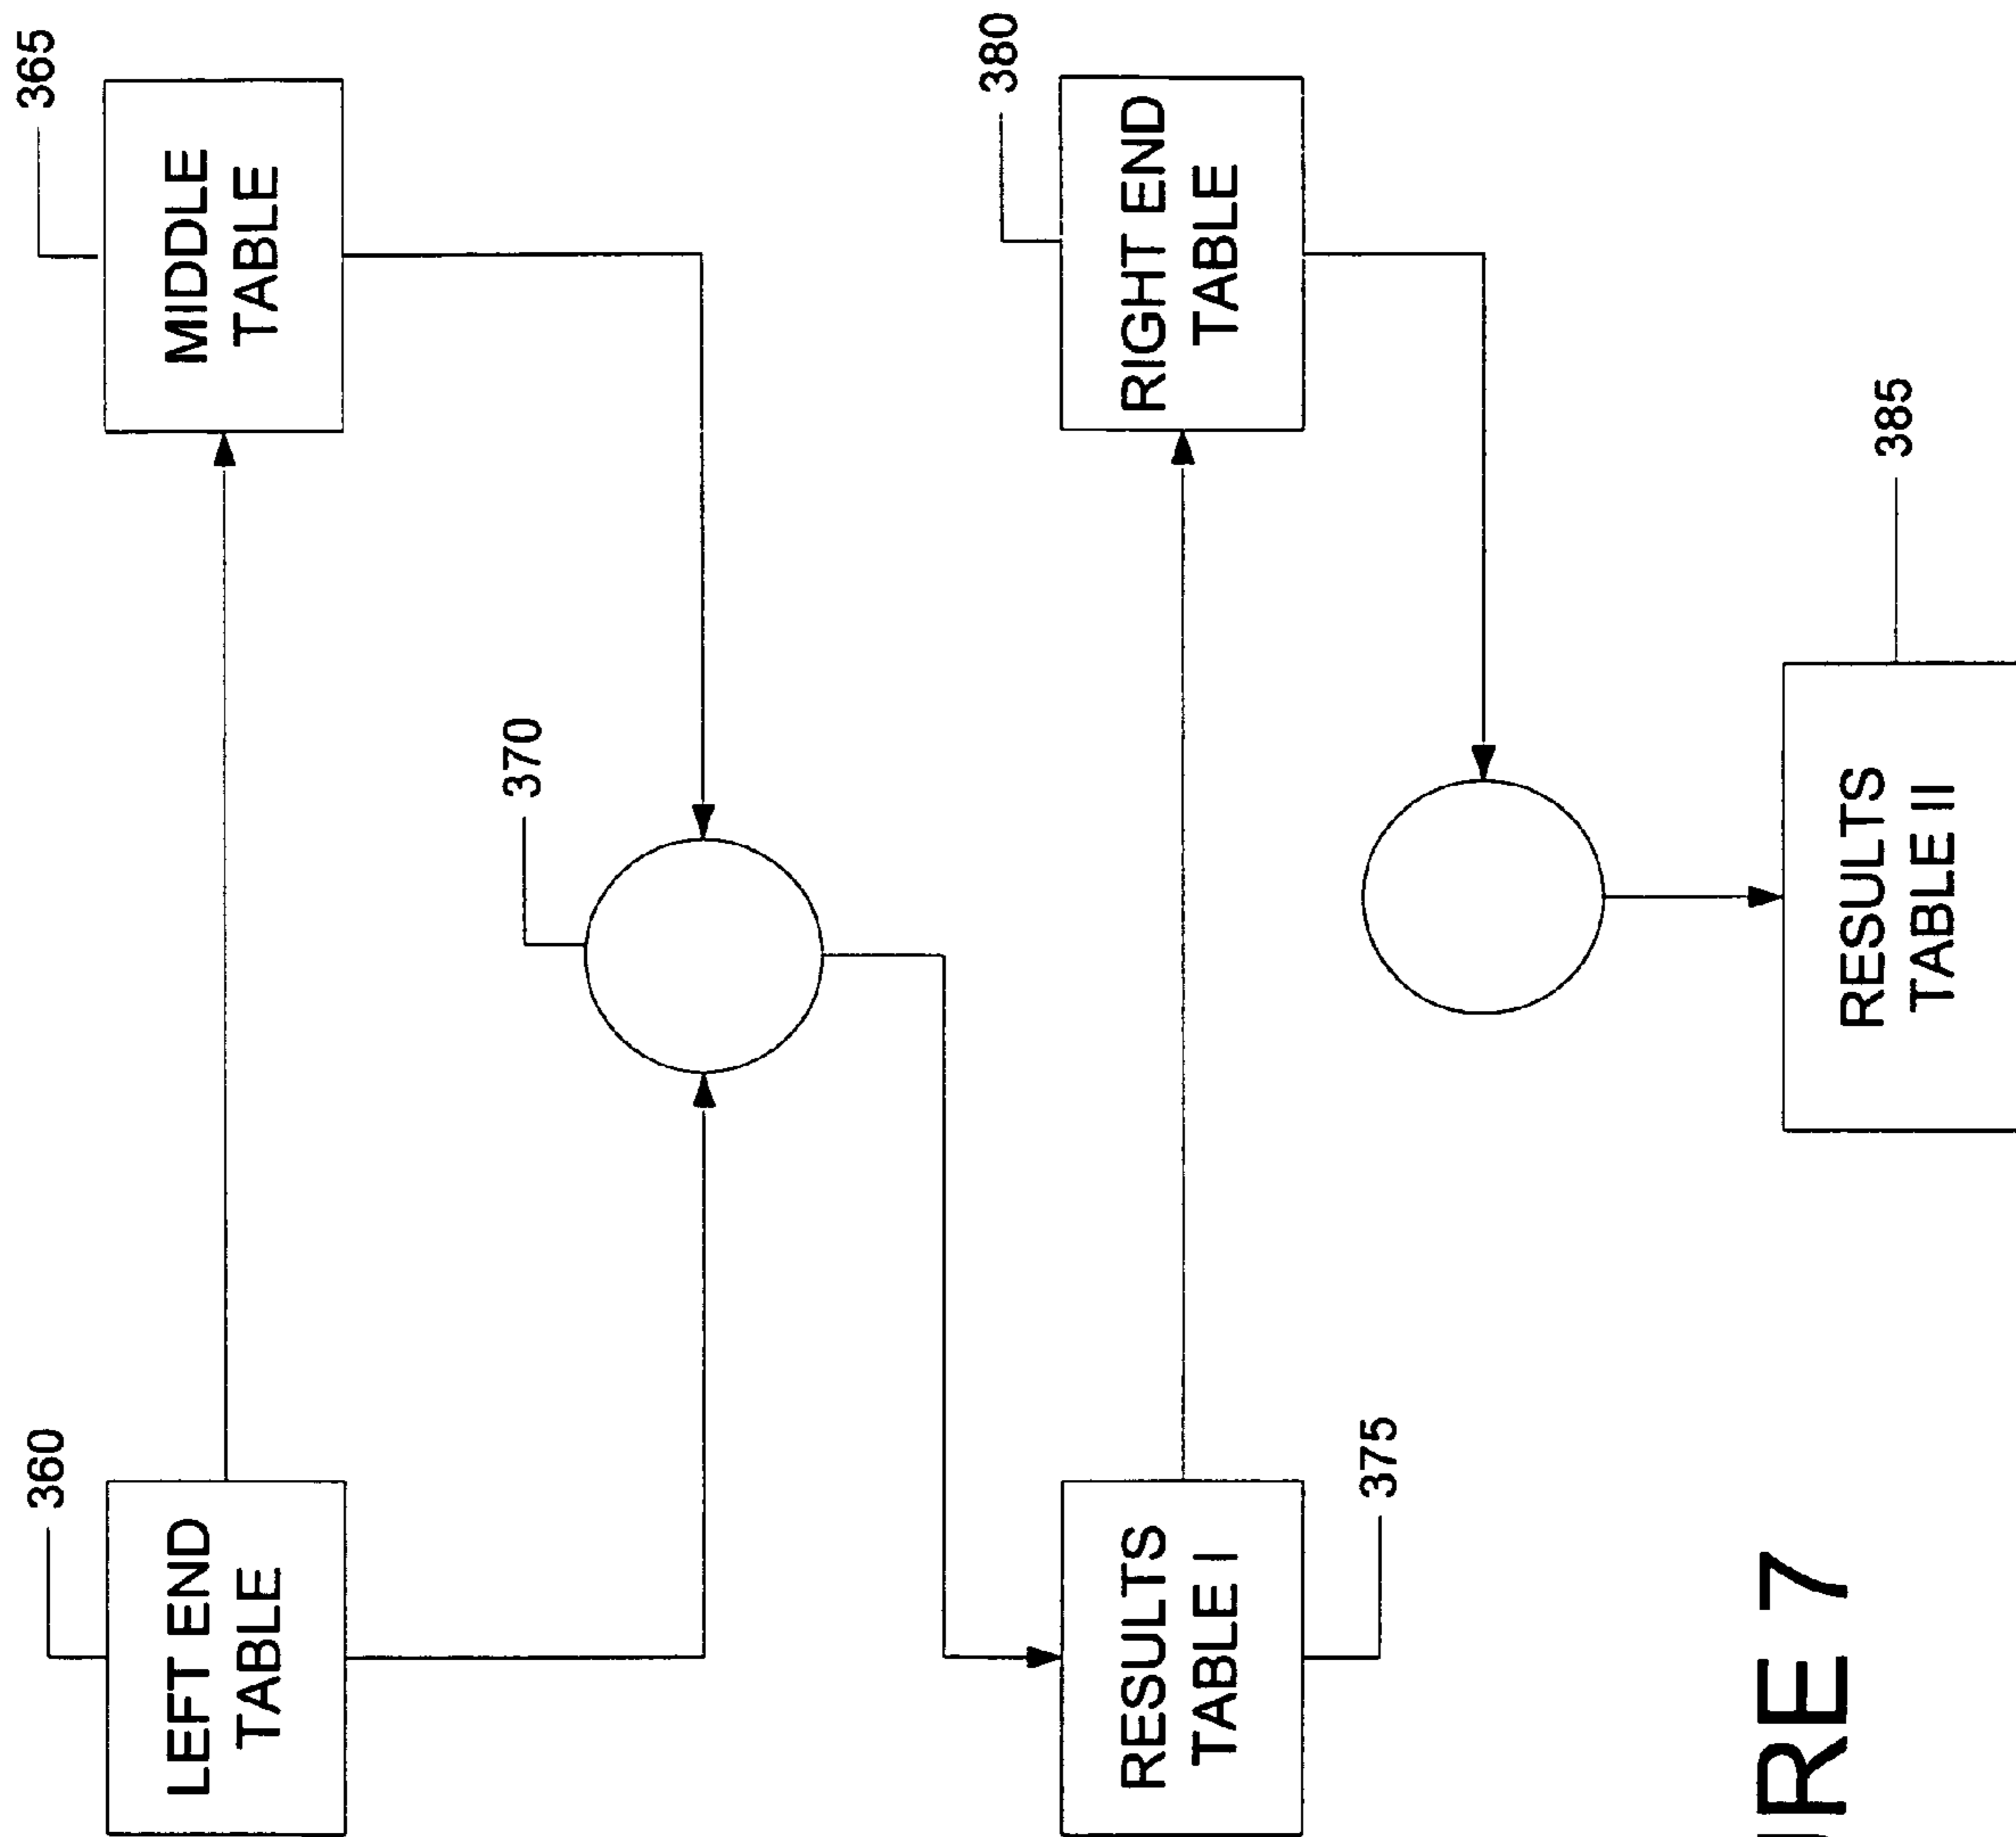 360
365
LEFT END
TABLE
MIDDLE
TABLE
370
380
RESULTS
TABLE I
RIGHT END
TABLE
375
385
RESULTS
TABLE II
URE 7